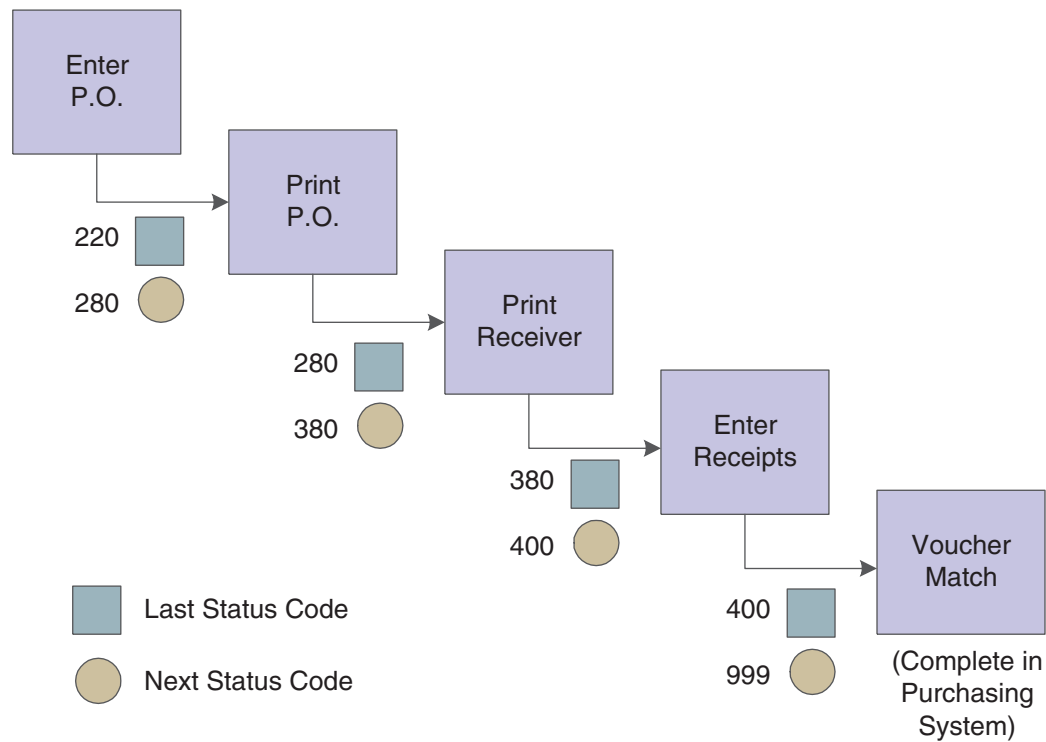 Enter
P.O.
Print
P.O.
220
280
Print
Receiver
280
380
Enter
Receipts
380
400
Voucher
Match
400
999
(Complete in
Purchasing
System)
Last Status Code
Next Status Code